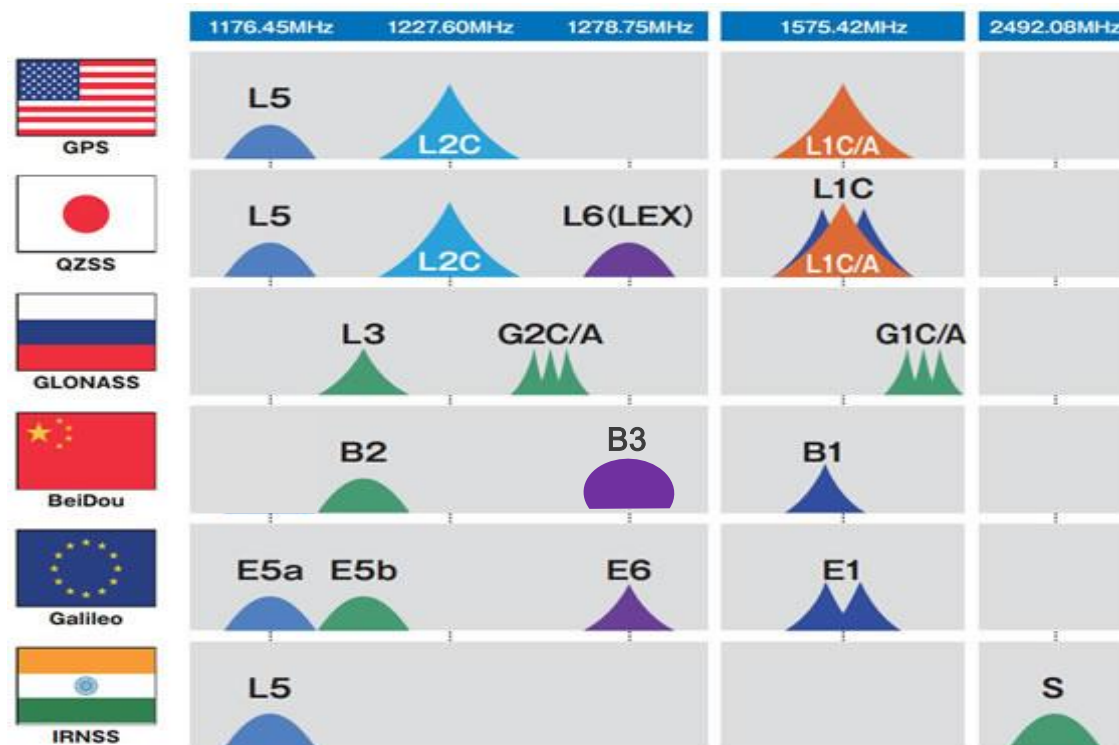 1176.45MHz 1227.60MHz 1278.75MHz 1575.42MHz 2492.08MHz
L5 L2C L1C/A
GPS
L1C
L5 L2C L6(LEX) L1C/A
QZSS
L3 G2C/A G1C/A
GLONASS
B2 B3 B1
BeiDou
E5a E5b E6 E1
Galileo
L5 S
IRNSS